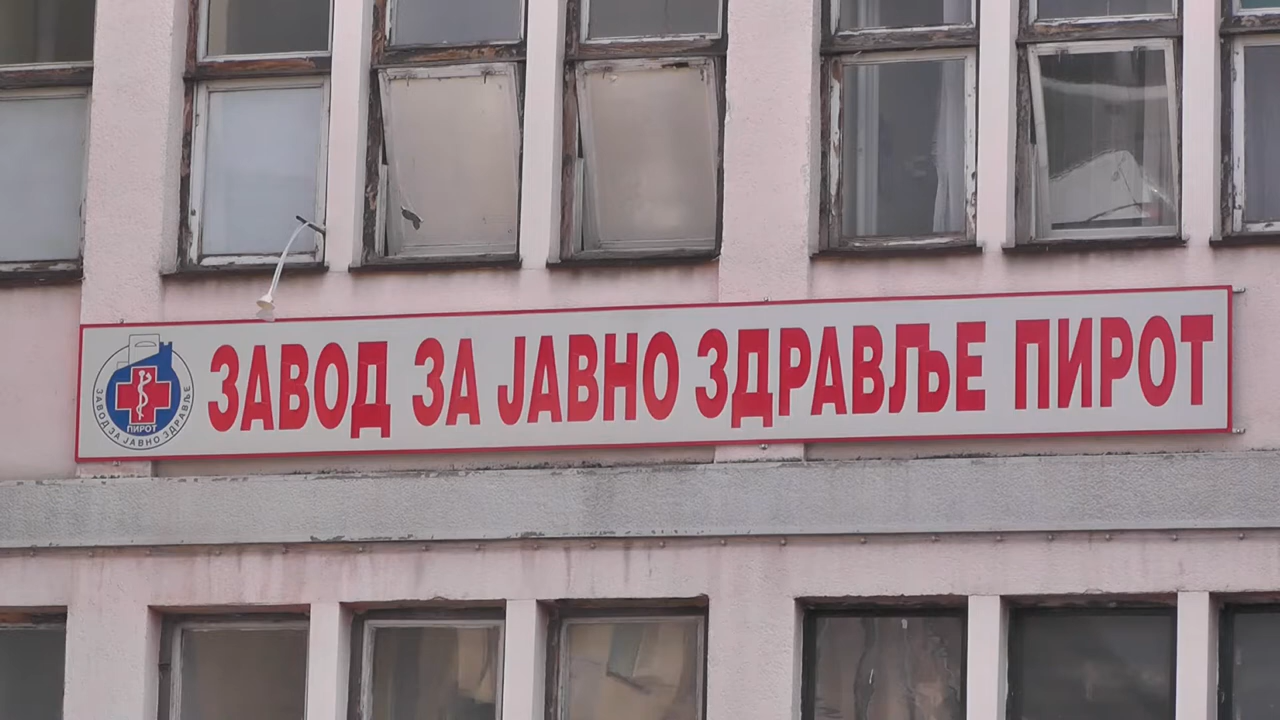 ЗАВОД ЗА ЈАВНО ЗДРАВЉЕ ПИРОТ
ПИРОТ
ЗАВОД ЗА ЈАВНО ЗДРАВЉЕ